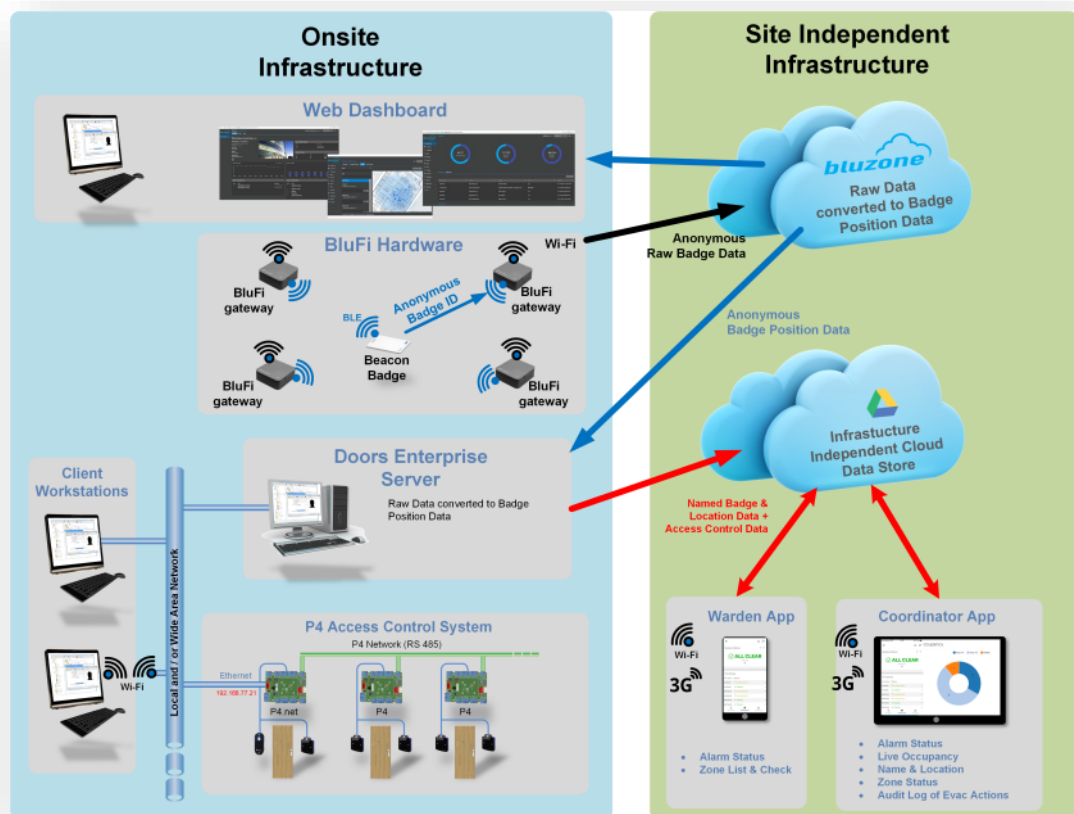 Onsite
Infrastructure
Site Independent
Infrastructure
Web Dashboard
bluzone
Raw Data
converted to Badge
Position Data
BluFi Hardware
Wi-Fi
Anonymous
Raw Badge Data
BluFi
gateway
Anonymous
Badge ID
BluFi
gateway
BLE
Beacon
Badge
BluFi
gateway
BluFi
gateway
Anonymous
Badge Position Data
Infrastucture
Independent Cloud
Data Store
Doors Enterprise
Server
Raw Data converted to Badge
Position Data
Named Badge &
Location Data +
Access Control Data
Client
Workstations
Wi-Fi
Local and / or Wide Area Network
P4 Access Control System
P4 Network (RS 485)
Ethernet
192.168.77.21
P4.net
P4
P4
Warden App
Wi-Fi
3G
ALL CLEAR
• Alarm Status
• Zone List & Check
Coordinator App
Wi-Fi
3G
ALL CLEAR
• Alarm Status
• Live Occupancy
• Name & Location
• Zone Status
• Audit Log of Evac Actions